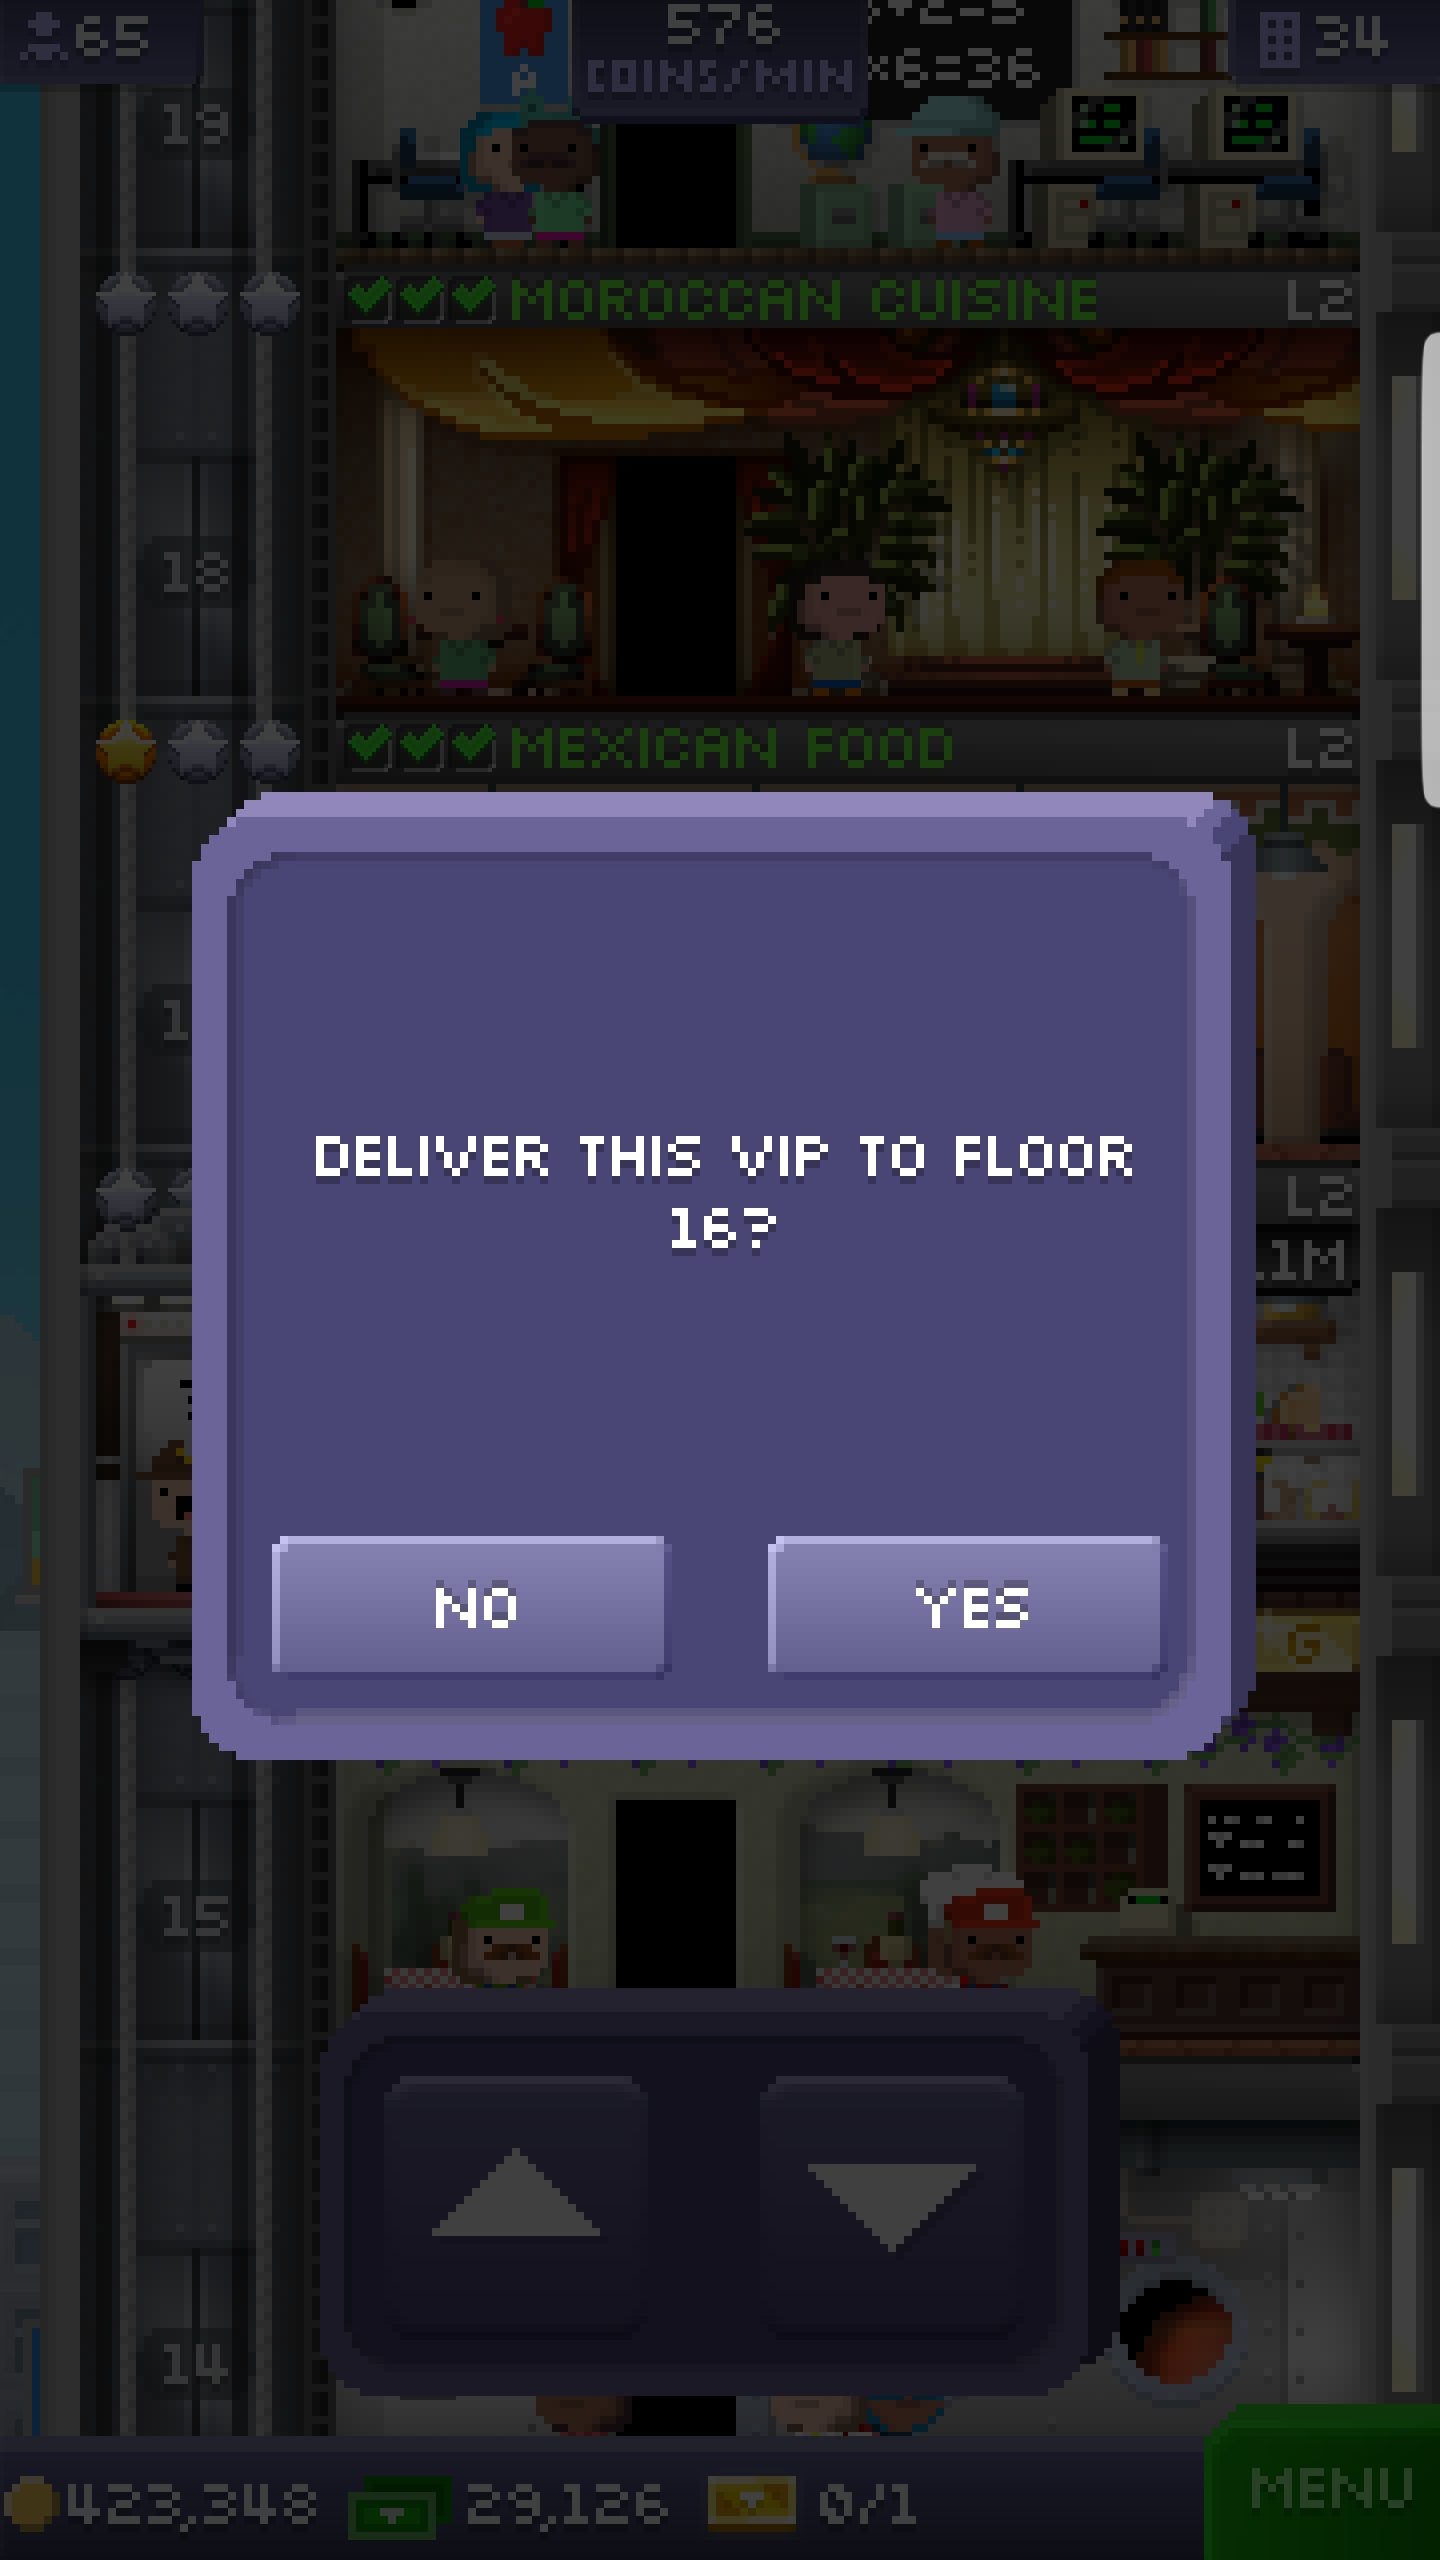 65
576
COINS/MIN
×6=36
34
A
19
MOROCCAN CUISINE L2
18
MEXICAN FOOD L2
DELIVER THIS VIP TO FLOOR
16?
L2
1M
NO YES
G
15
14
423,348 29,126 0/1
MENU